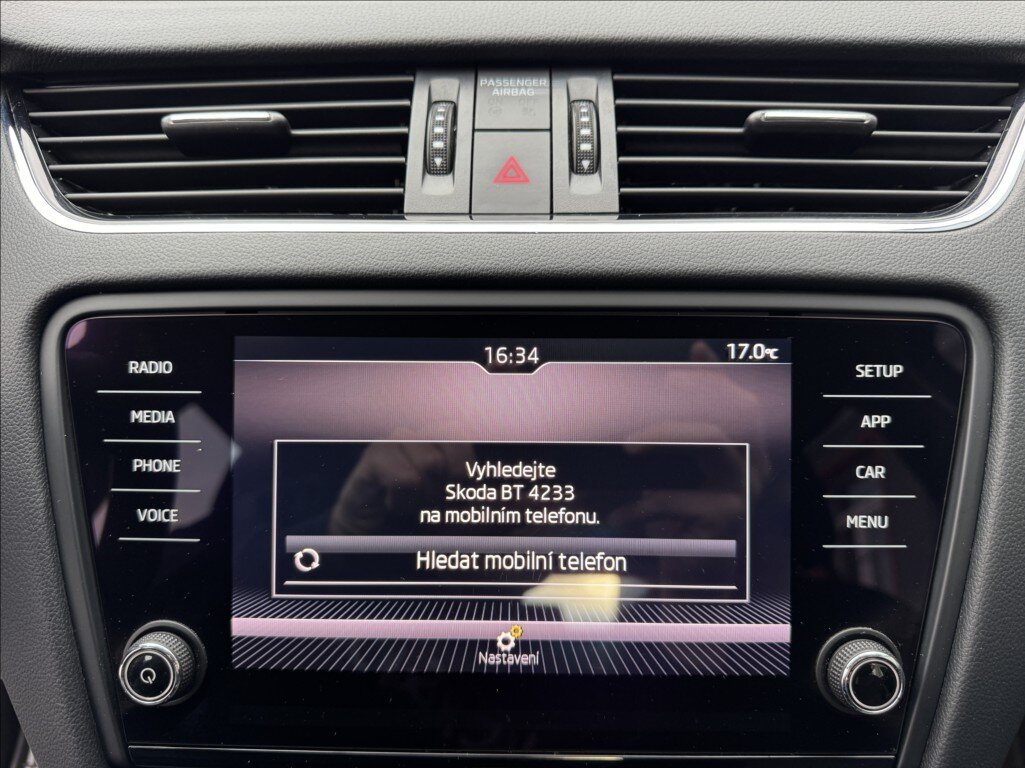 PASSENGER
AIRBAG
16:34
17.0°C
RADIO
MEDIA
PHONE
VOICE
SETUP
APP
CAR
MENU
Vyhledejte
Skoda BT 4233
na mobilním telefonu.
Hledat mobilní telefon
Nastavení